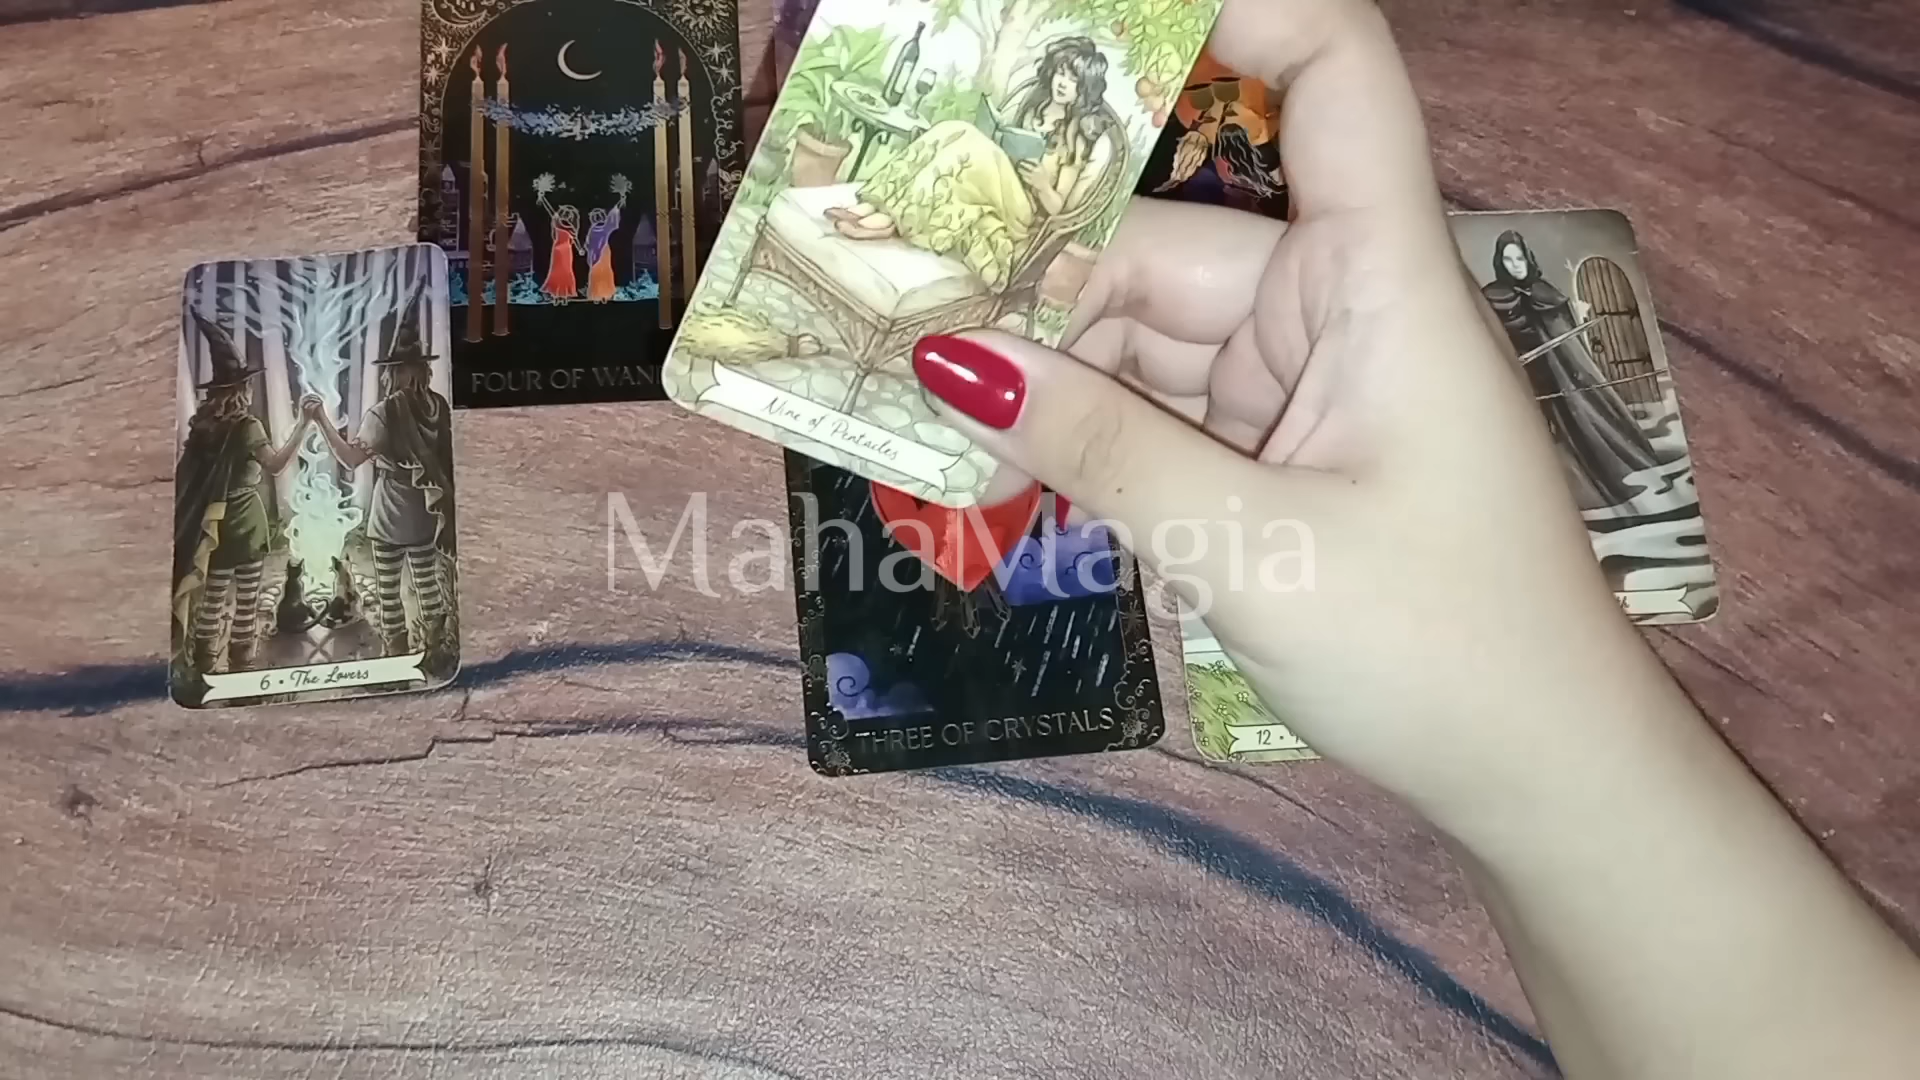 FOUR OF WAN
Nine of Pentacles
MahaMagia
6 • The Lovers
THREE OF CRYSTALS
12 •